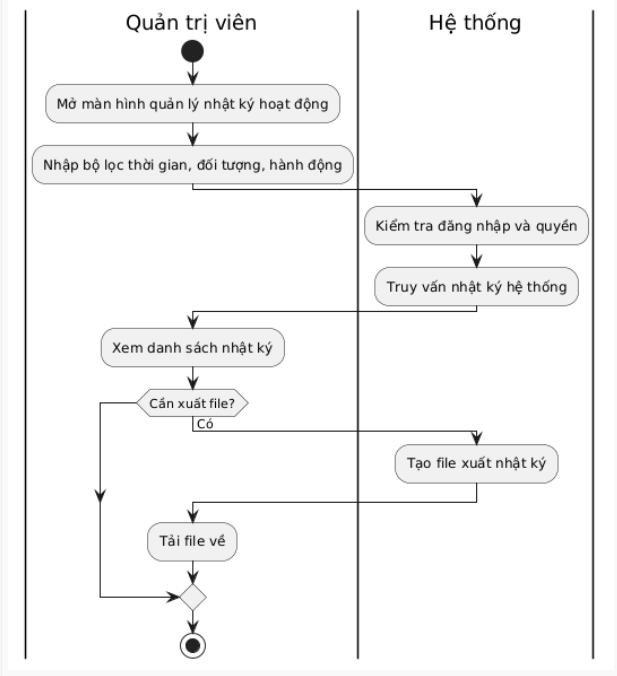 Quản trị viên
Hệ thống
Mở màn hình quản lý nhật ký hoạt động
Nhập bộ lọc thời gian, đối tượng, hành động
Kiểm tra đăng nhập và quyền
Truy vấn nhật ký hệ thống
Xem danh sách nhật ký
Cần xuất file?
Có
Tạo file xuất nhật ký
Tải file về